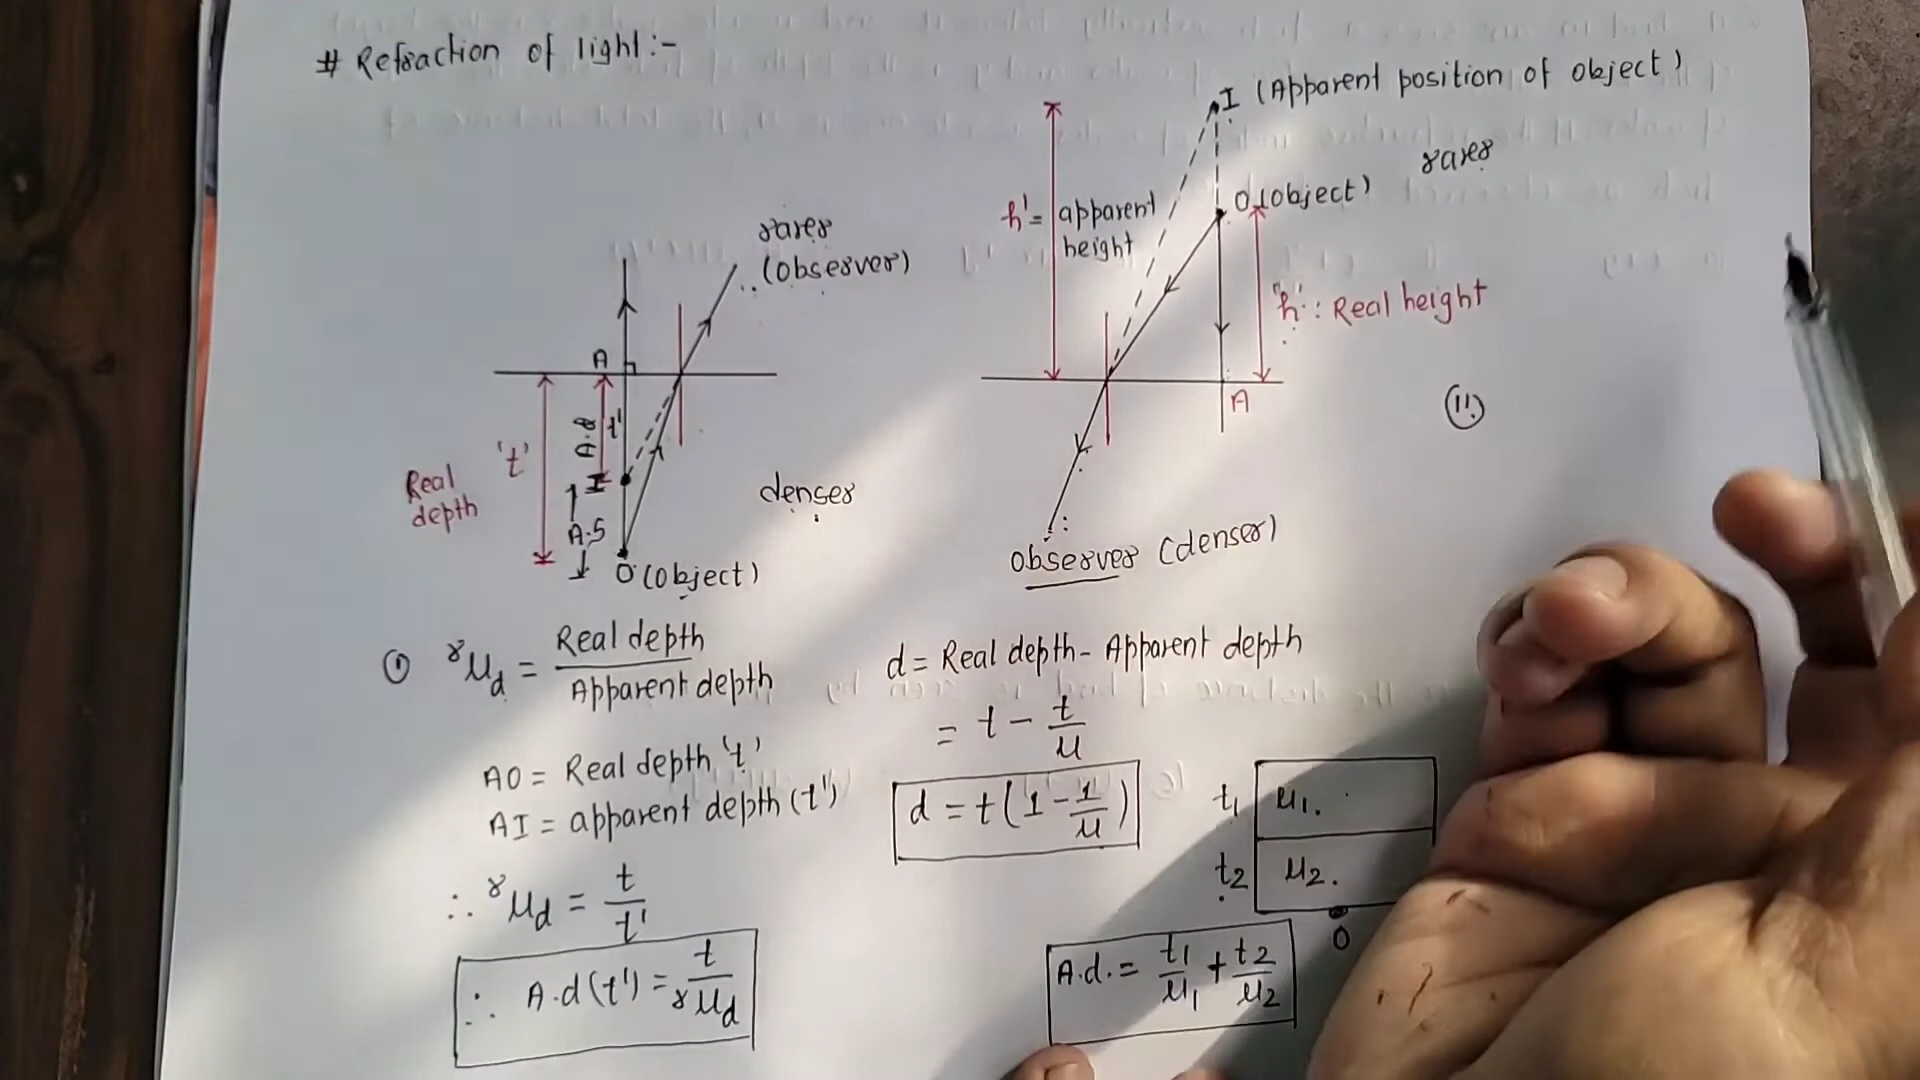 # Refraction of light:-
I (Apparent position of object)
rarer
O (object)
h' = apparent
height
'h' : Real height
A
(11)
Observer (denser)
rarer
(observer)
A
't'
A.d
t'
Real
depth
I
A.S
denser
O (object)
① ʳμd = Real depth / Apparent depth
AO = Real depth 't'
AI = apparent depth (t')
∴ ʳμd = t / t'
∴ A.d (t') = t / ʳμd
d = Real depth - Apparent depth
= t - t/μ
d = t(1 - 1/μ)
t1 μ1.
t2 μ2.
O
A.d. = t1/μ1 + t2/μ2